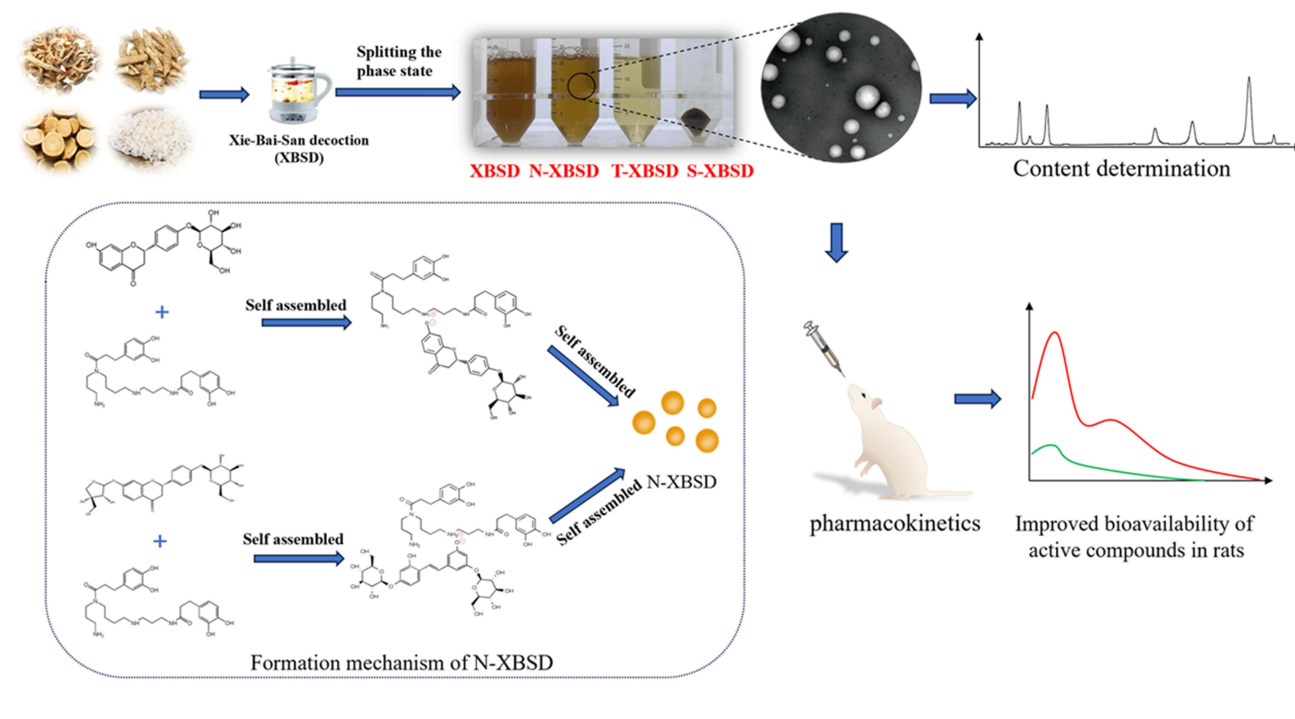 Splitting the
phase state
Xie-Bai-San decoction
(XBSD)
XBSD N-XBSD T-XBSD S-XBSD
Content determination
Self assembled
Self assembled
N-XBSD
Self assembled
Self assembled
Formation mechanism of N-XBSD
pharmacokinetics
Improved bioavailability of
active compounds in rats